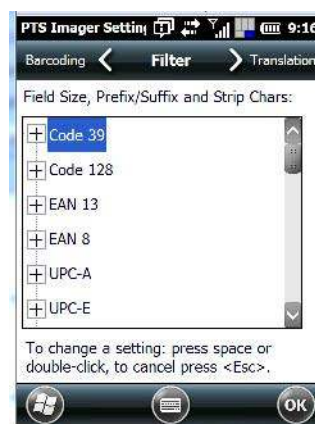 PTS Imager Settin 9:16
Barcoding Filter Translation
Field Size, Prefix/Suffix and Strip Chars:
Code 39
Code 128
EAN 13
EAN 8
UPC-A
UPC-E
To change a setting: press space or
double-click, to cancel press <Esc>.
OK